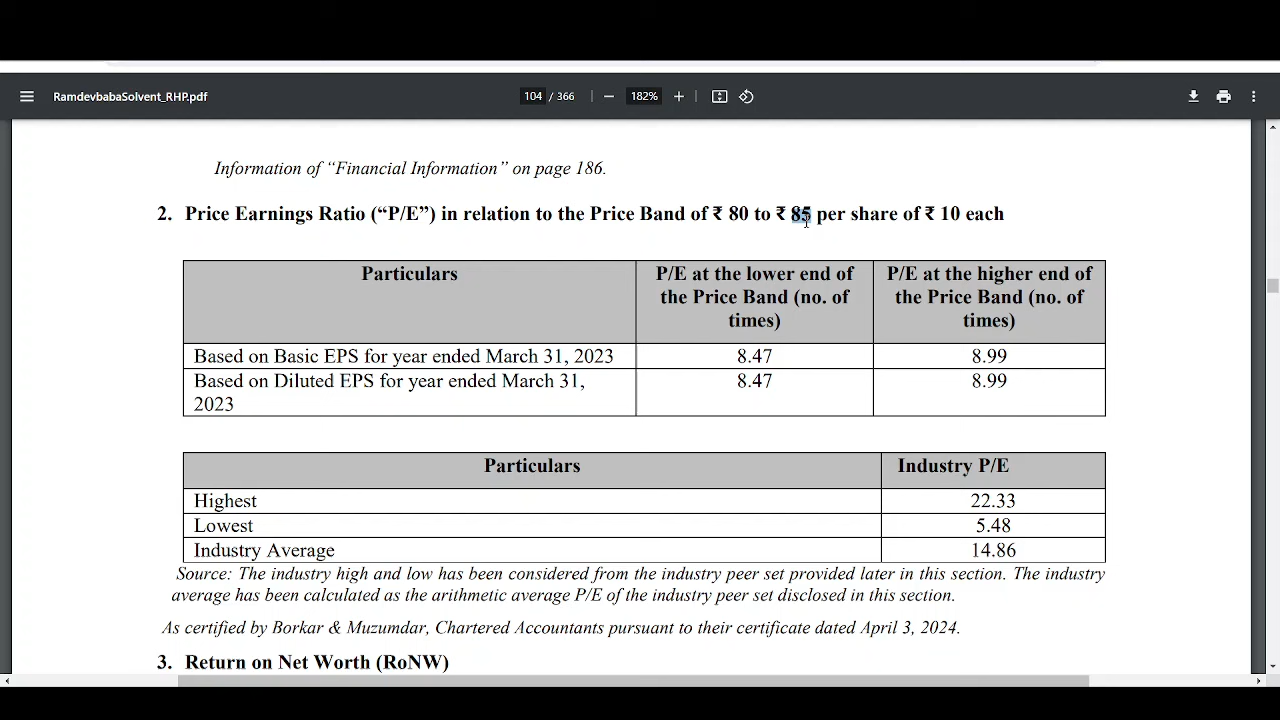 RamdevbabaSolvent_RHP.pdf
104 / 366
182%
Information of “Financial Information” on page 186.
2. Price Earnings Ratio (“P/E”) in relation to the Price Band of ₹ 80 to ₹ 85 per share of ₹ 10 each
Particulars
P/E at the lower end of
the Price Band (no. of
times)
P/E at the higher end of
the Price Band (no. of
times)
Based on Basic EPS for year ended March 31, 2023 8.47 8.99
Based on Diluted EPS for year ended March 31, 8.47 8.99
2023
Particulars Industry P/E
Highest 22.33
Lowest 5.48
Industry Average 14.86
Source: The industry high and low has been considered from the industry peer set provided later in this section. The industry
average has been calculated as the arithmetic average P/E of the industry peer set disclosed in this section.
As certified by Borkar & Muzumdar, Chartered Accountants pursuant to their certificate dated April 3, 2024.
3. Return on Net Worth (RoNW)